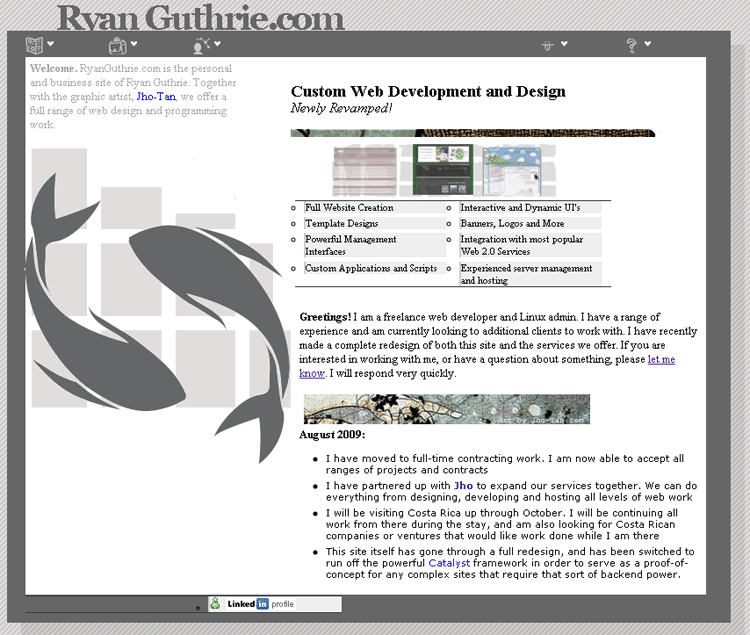 Ryan Guthrie.com
Welcome. RyanGuthrie.com is the personal
and business site of Ryan Guthrie. Together
with the graphic artist, Jho-Tan, we offer a
full range of web design and programming
work.
Custom Web Development and Design
Newly Revamped!
Full Website Creation
Interactive and Dynamic UI's
Template Designs
Banners, Logos and More
Powerful Management
Interfaces
Integration with most popular
Web 2.0 Services
Custom Applications and Scripts
Experienced server management
and hosting
Greetings! I am a freelance web developer and Linux admin. I have a range of
experience and am currently looking to additional clients to work with. I have recently
made a complete redesign of both this site and the services we offer. If you are
interested in working with me, or have a question about something, please let me
know. I will respond very quickly.
Art by Jho-Tan.com
August 2009:
I have moved to full-time contracting work. I am now able to accept all
ranges of projects and contracts
I have partnered up with Jho to expand our services together. We can do
everything from designing, developing and hosting all levels of web work
I will be visiting Costa Rica up through October. I will be continuing all
work from there during the stay, and am also looking for Costa Rican
companies or ventures that would like work done while I am there
This site itself has gone through a full redesign, and has been switched to
run off the powerful Catalyst framework in order to serve as a proof-of-
concept for any complex sites that require that sort of backend power.
Linked in profile